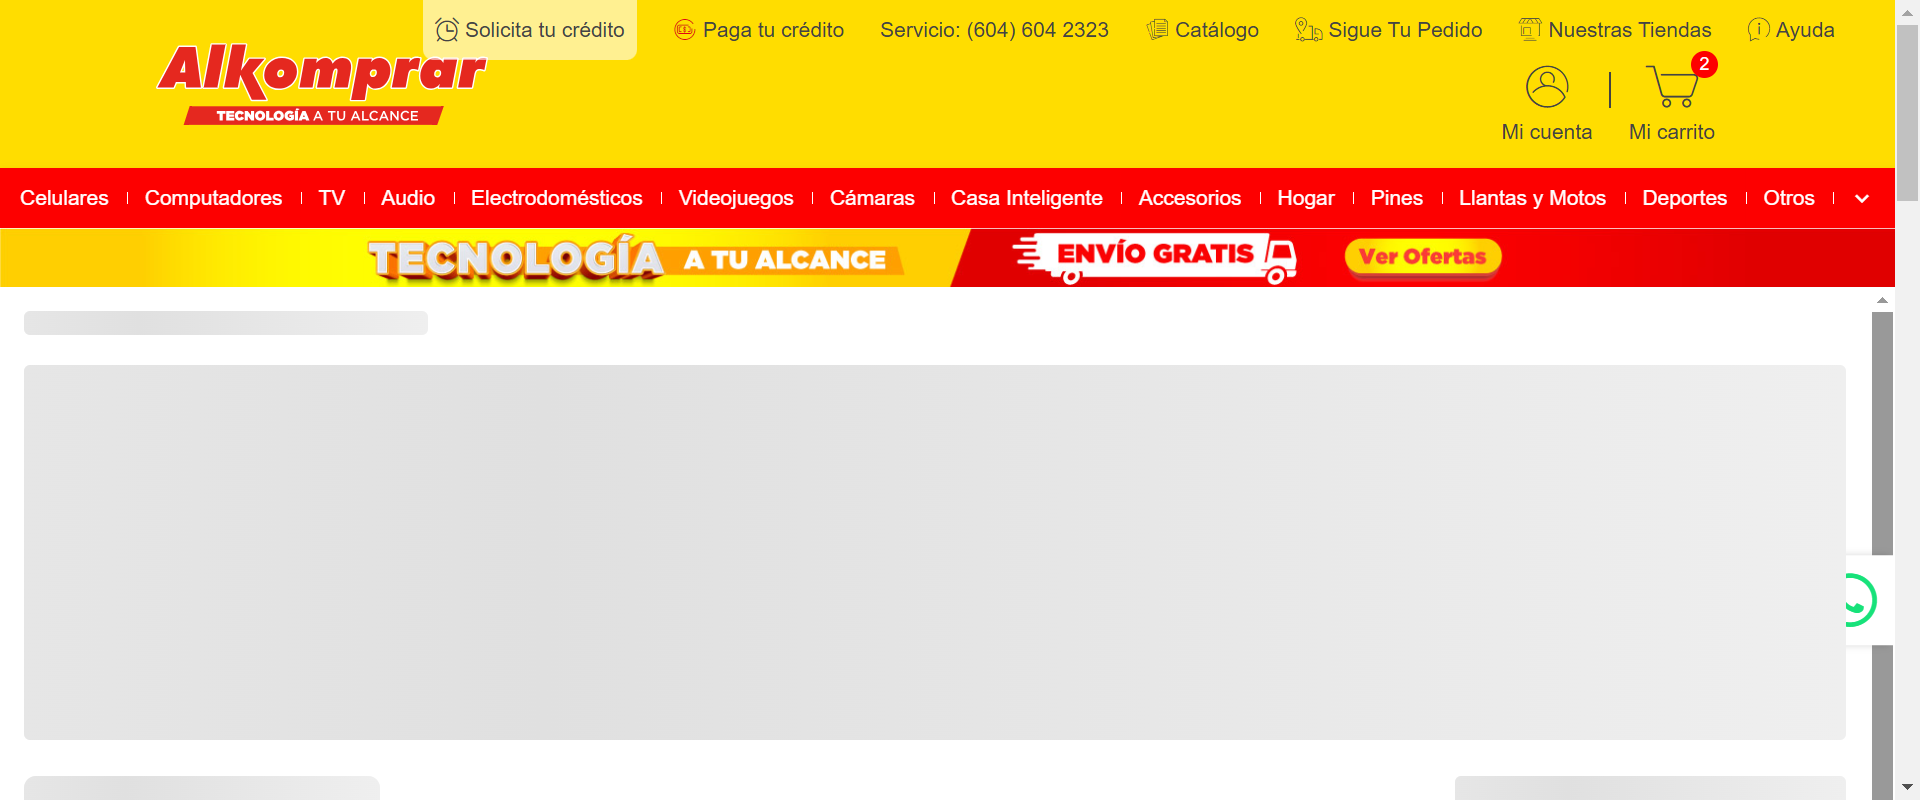 Solicita tu crédito
Paga tu crédito
Servicio: (604) 604 2323
Catálogo
Sigue Tu Pedido
Nuestras Tiendas
Ayuda
Alkomprar
TECNOLOGÍA A TU ALCANCE
2
Mi cuenta
Mi carrito
Celulares
Computadores
TV
Audio
Electrodomésticos
Videojuegos
Cámaras
Casa Inteligente
Accesorios
Hogar
Pines
Llantas y Motos
Deportes
Otros
TECNOLOGÍA A TU ALCANCE
ENVÍO GRATIS
Ver Ofertas